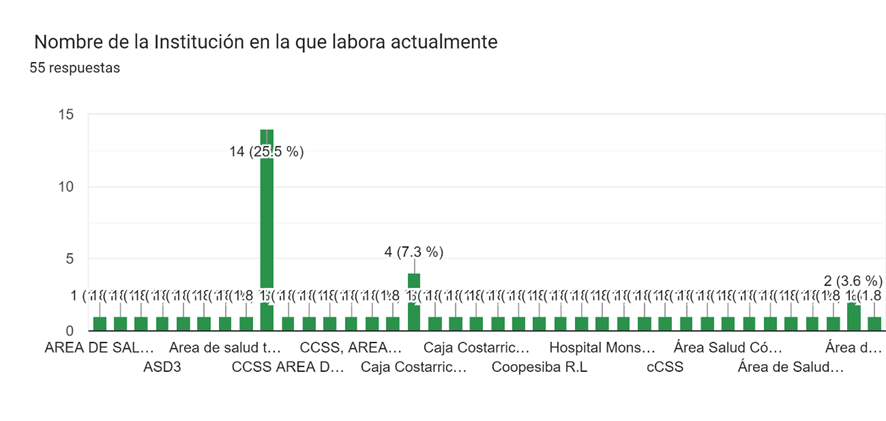 Nombre de la Institución en la que labora actualmente
55 respuestas
15
14 (25.5 %)
10
5
4 (7.3 %)
2 (3.6 %)
0
AREA DE SAL…
Area de salud t…
CCSS, AREA…
Caja Costarric…
Hospital Mons…
Área Salud Có…
Área d…
ASD3
CCSS AREA D…
Caja Costarric…
Coopesiba R.L
cCSS
Área de Salud…